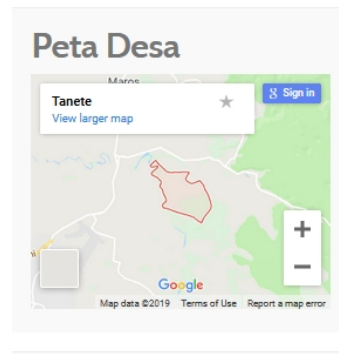 Peta Desa
Maros
Tanete
Sign in
View larger map
+
−
Google
Map data ©2019 Terms of Use Report a map error